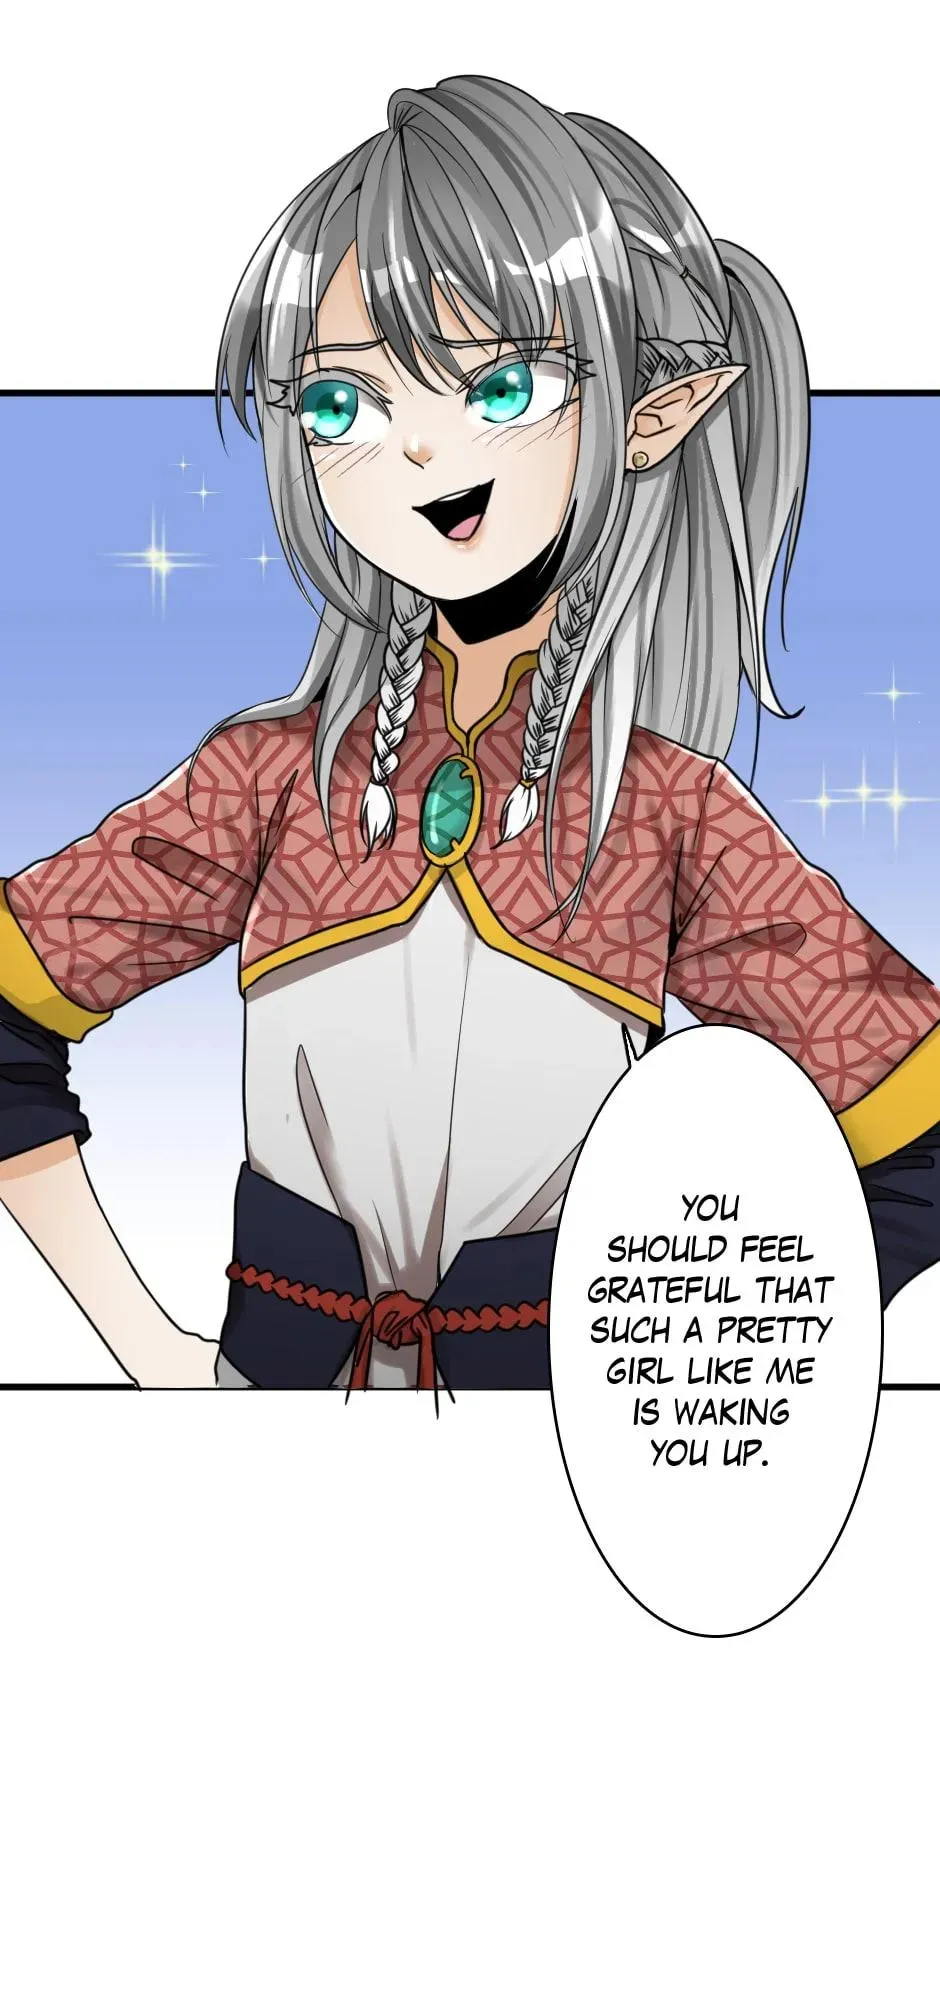 YOU
SHOULD FEEL
GRATEFUL THAT
SUCH A PRETTY
GIRL LIKE ME
IS WAKING
YOU UP.